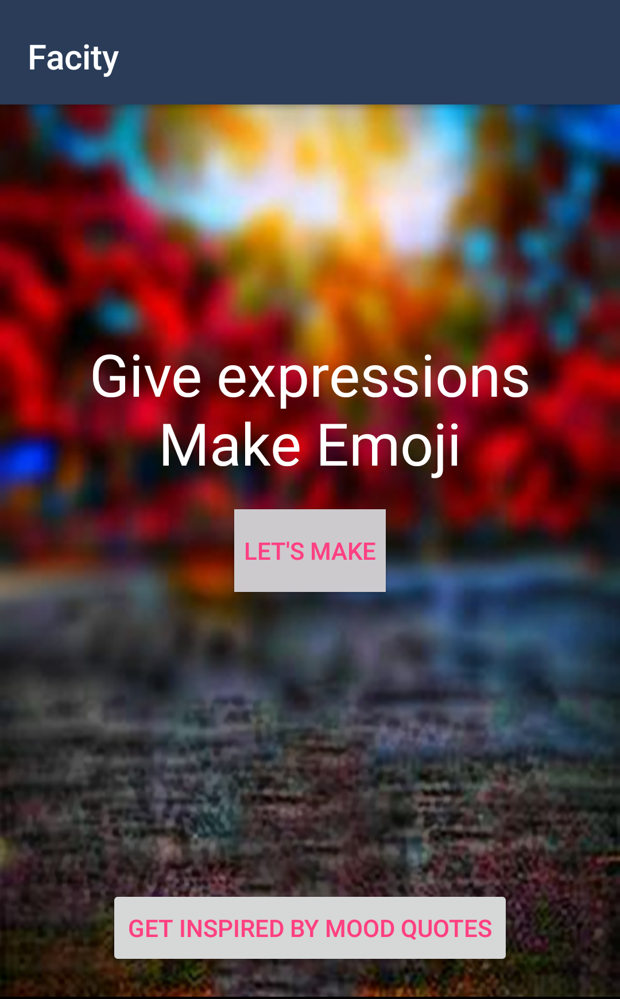 Facity
Give expressions
Make Emoji
LET'S MAKE
GET INSPIRED BY MOOD QUOTES